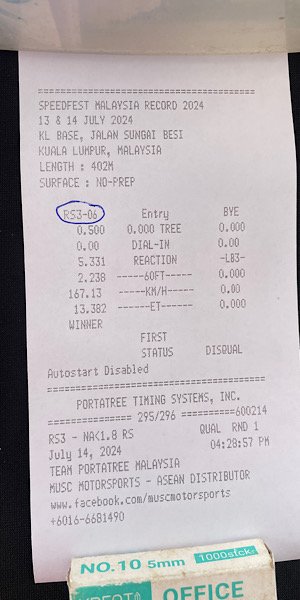 =====================================
SPEEDFEST MALAYSIA RECORD 2024
13 & 14 JULY 2024
KL BASE, JALAN SUNGAI BESI
KUALA LUMPUR, MALAYSIA
LENGTH : 402M
SURFACE : NO-PREP
RS3-06 Entry BYE
0.500 0.000 TREE 0.000
0.00 DIAL-IN 0.000
5.331 REACTION -LB3-
2.238 -----60FT----- 0.000
167.13 -----KM/H----- 0.00
13.382 ------ET----- 0.000
WINNER
FIRST
STATUS DISQUAL
Autostart Disabled
=====================================
PORTATREE TIMING SYSTEMS, INC.
============== 295/296 ==========600214
RS3 - NA<1.8 RS QUAL RND 1
July 14, 2024 04:28:57 PM
TEAM PORTATREE MALAYSIA
MUSC MOTORSPORTS - ASEAN DISTRIBUTOR
www.facebook.com/muscmotorsports
+6016-6681490
NO.10 5mm 1000stcks
OFFICE